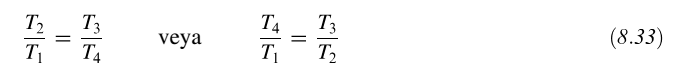 T₂/T₁ = T₃/T₄ veya T₄/T₁ = T₃/T₂ (8.33)